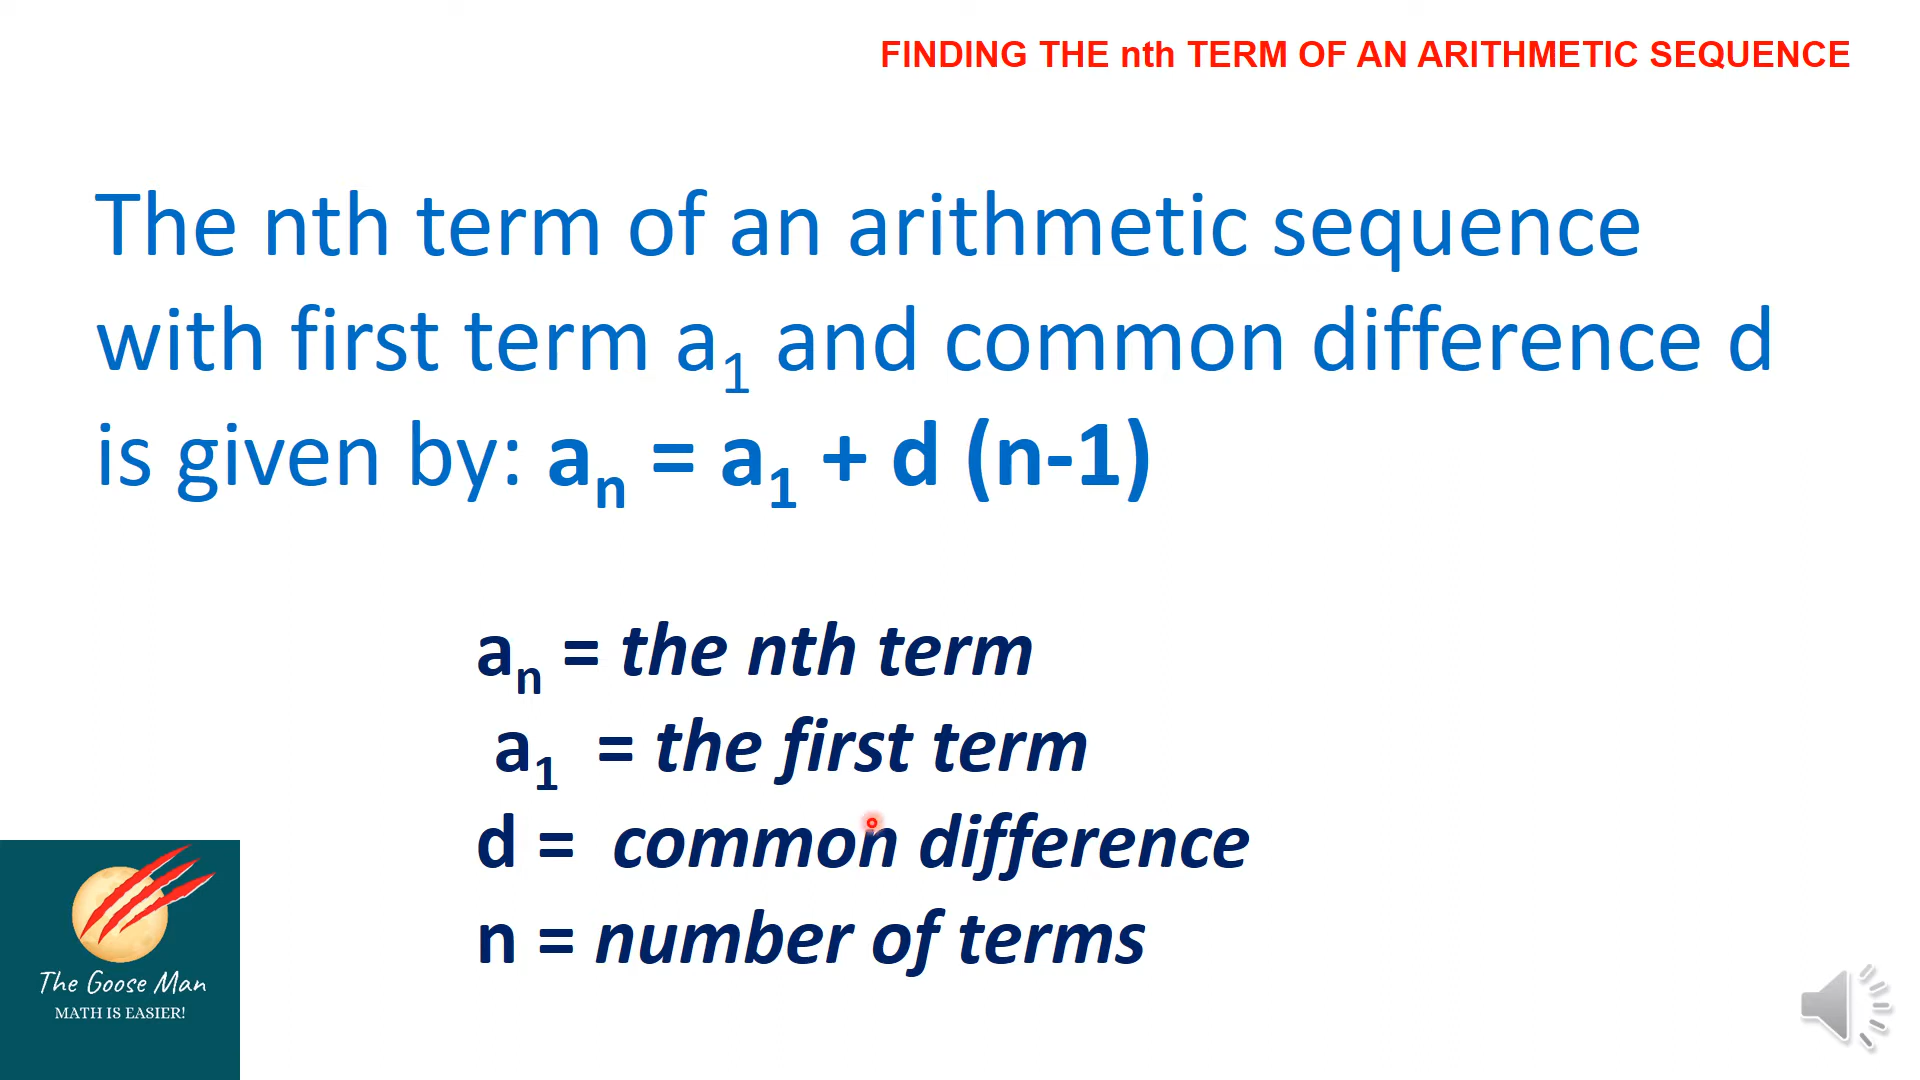 FINDING THE nth TERM OF AN ARITHMETIC SEQUENCE
The nth term of an arithmetic sequence
with first term a₁ and common difference d
is given by: aₙ = a₁ + d (n-1)
aₙ = the nth term
a₁ = the first term
d = common difference
n = number of terms
The Goose Man
MATH IS EASIER!